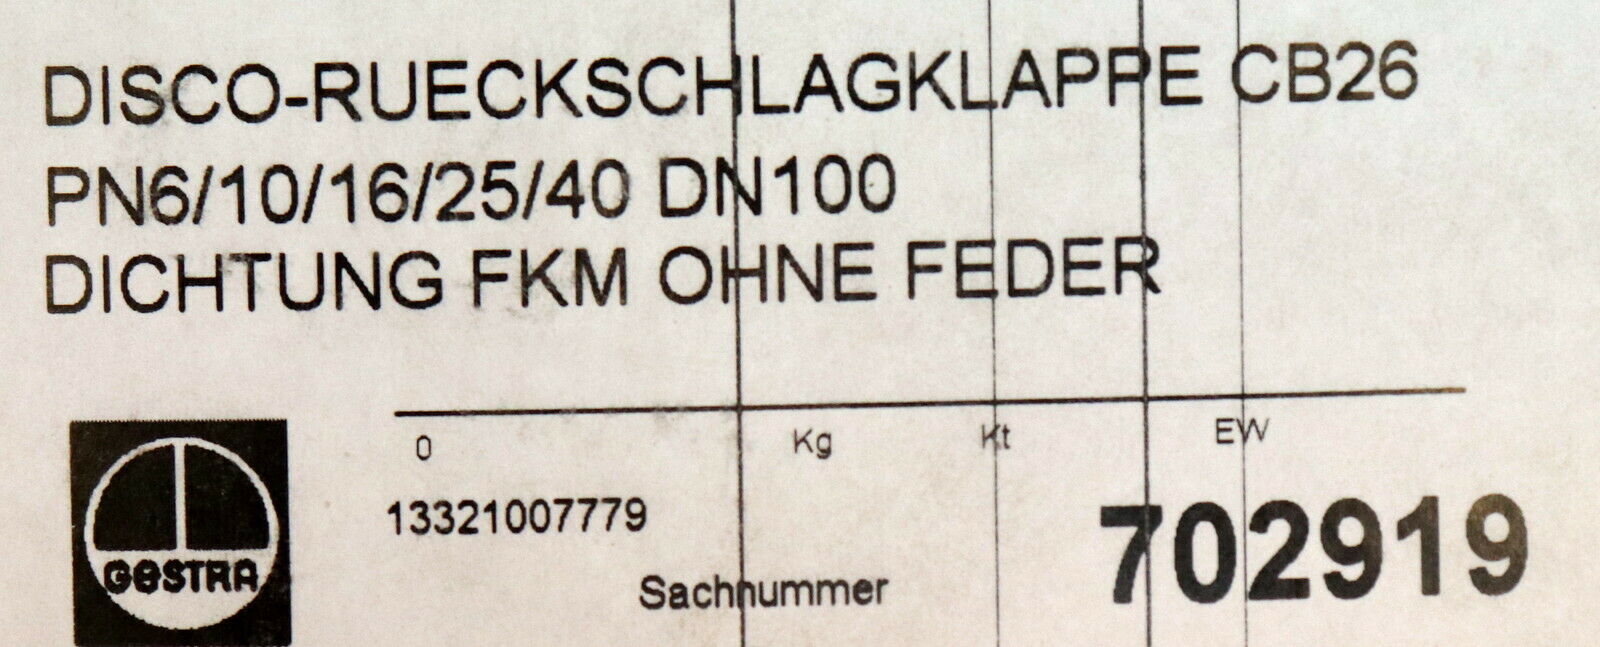 DISCO-RUECKSCHLAGKLAPPE CB26
PN6/10/16/25/40 DN100
DICHTUNG FKM OHNE FEDER
0 Kg Kt EW
13321007779
Sachnummer 702919
GESTRA